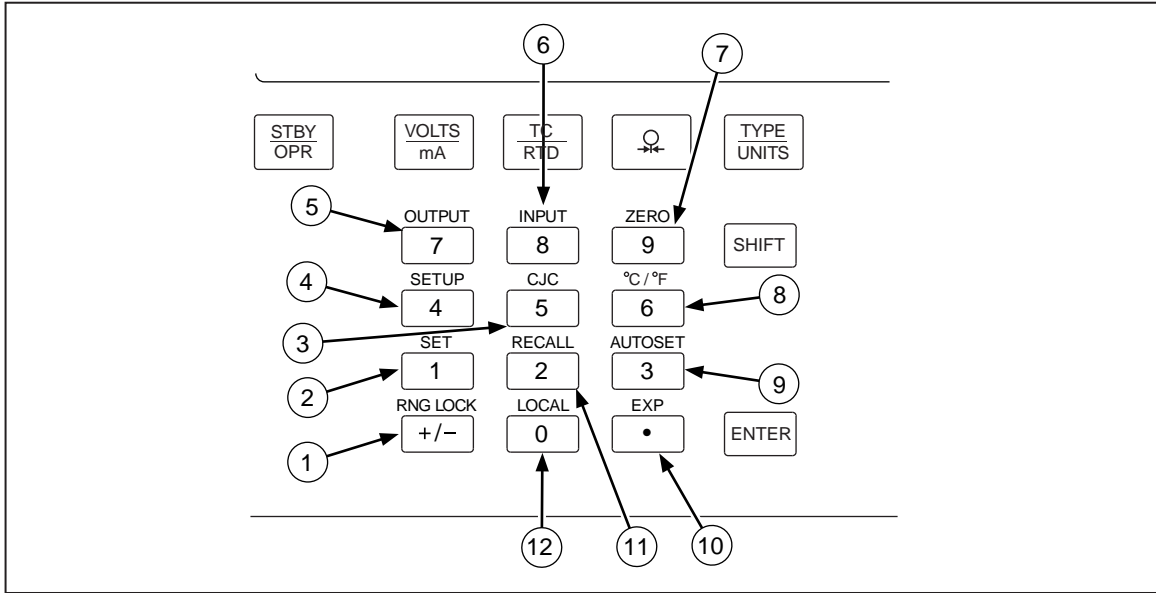 6
7
STBY
OPR
VOLTS
mA
TC
RTD
TYPE
UNITS
5
OUTPUT
INPUT
ZERO
7
8
9
SHIFT
4
SETUP
CJC
°C / °F
4
5
6
8
3
SET
RECALL
AUTOSET
2
1
2
3
9
RNG LOCK
LOCAL
EXP
1
+/−
0
•
ENTER
12
11
10